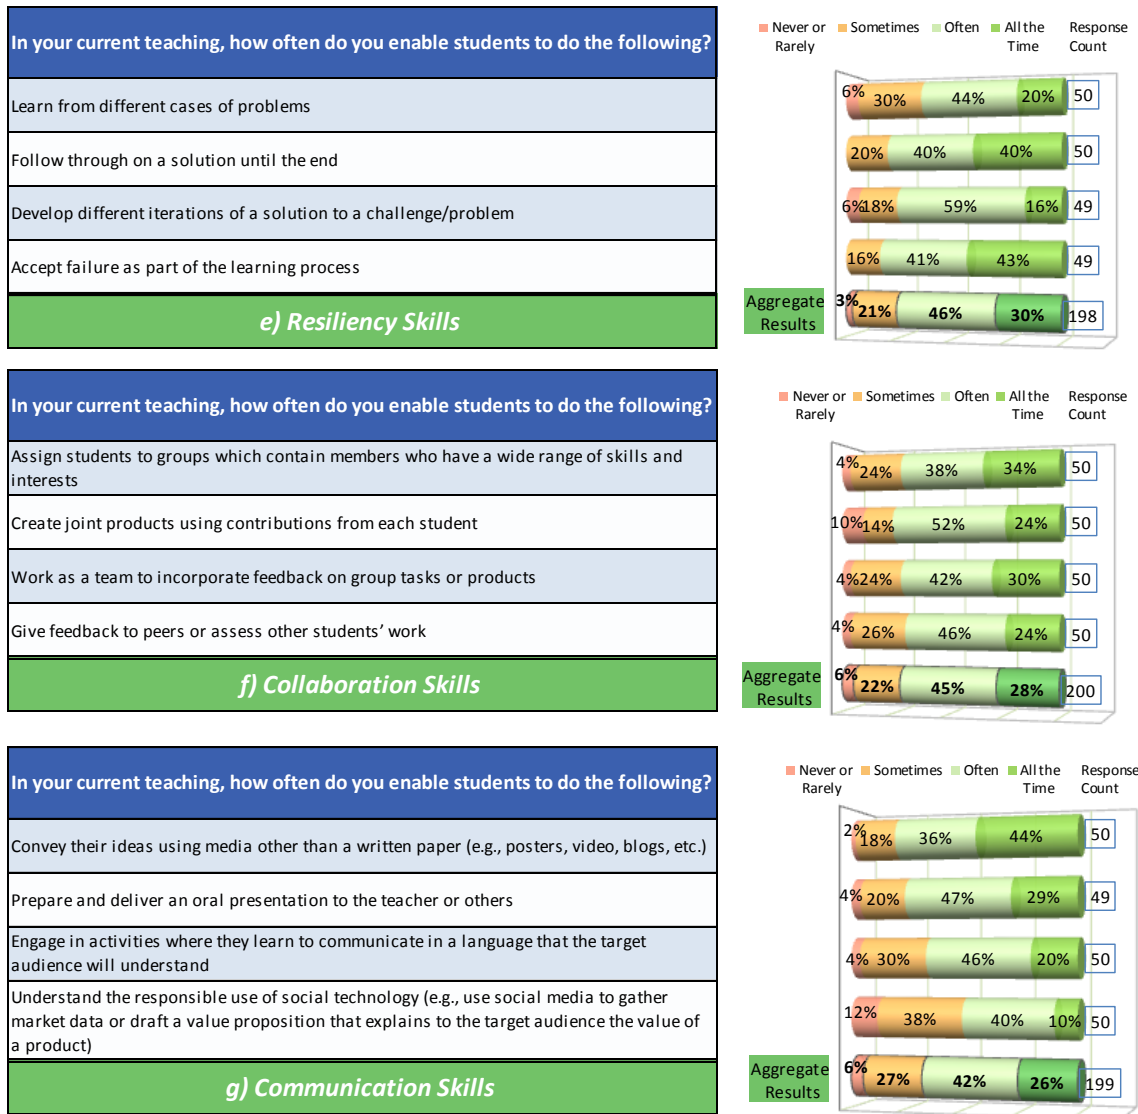 In your current teaching, how often do you enable students to do the following?
Never or Rarely Sometimes Often All the Time Response Count
Learn from different cases of problems
6% 30% 44% 20% 50
Follow through on a solution until the end
20% 40% 40% 50
Develop different iterations of a solution to a challenge/problem
6% 18% 59% 16% 49
Accept failure as part of the learning process
16% 41% 43% 49
e) Resiliency Skills
Aggregate Results
3% 21% 46% 30% 198
In your current teaching, how often do you enable students to do the following?
Never or Rarely Sometimes Often All the Time Response Count
Assign students to groups which contain members who have a wide range of skills and
interests
4% 24% 38% 34% 50
Create joint products using contributions from each student
10% 14% 52% 24% 50
Work as a team to incorporate feedback on group tasks or products
4% 24% 42% 30% 50
Give feedback to peers or assess other students’ work
4% 26% 46% 24% 50
f) Collaboration Skills
Aggregate Results
6% 22% 45% 28% 200
In your current teaching, how often do you enable students to do the following?
Never or Rarely Sometimes Often All the Time Response Count
Convey their ideas using media other than a written paper (e.g., posters, video, blogs, etc.)
2% 18% 36% 44% 50
Prepare and deliver an oral presentation to the teacher or others
4% 20% 47% 29% 49
Engage in activities where they learn to communicate in a language that the target
audience will understand
4% 30% 46% 20% 50
Understand the responsible use of social technology (e.g., use social media to gather
market data or draft a value proposition that explains to the target audience the value of
a product)
12% 38% 40% 10% 50
g) Communication Skills
Aggregate Results
6% 27% 42% 26% 199